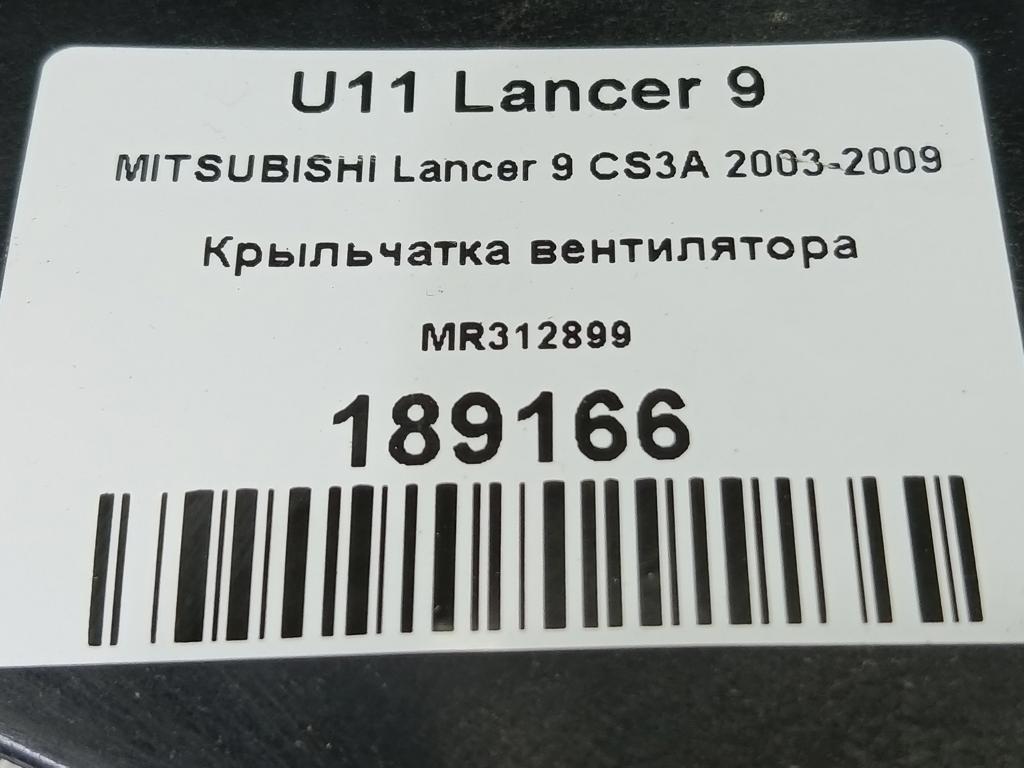 U11 Lancer 9
MITSUBISHI Lancer 9 CS3A 2003-2009
Крыльчатка вентилятора
MR312899
189166